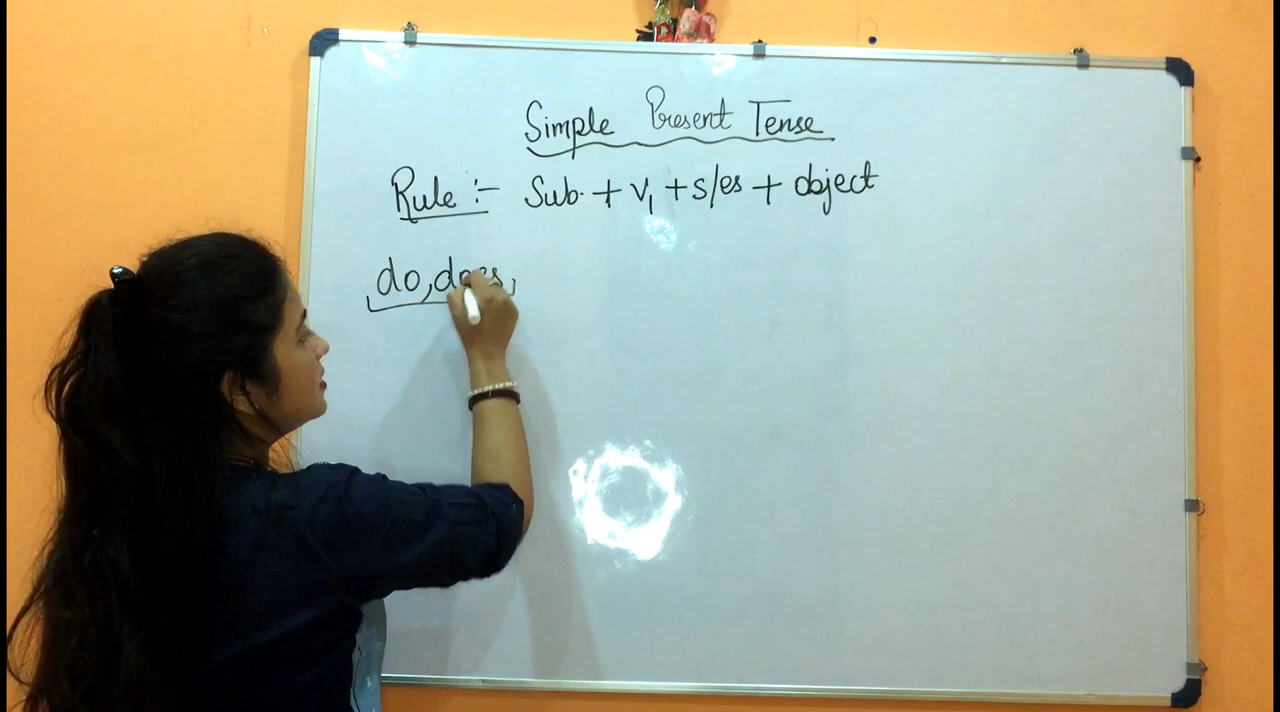 Simple Present Tense
Rule :- Sub. + V₁ + s/es + object
do, does